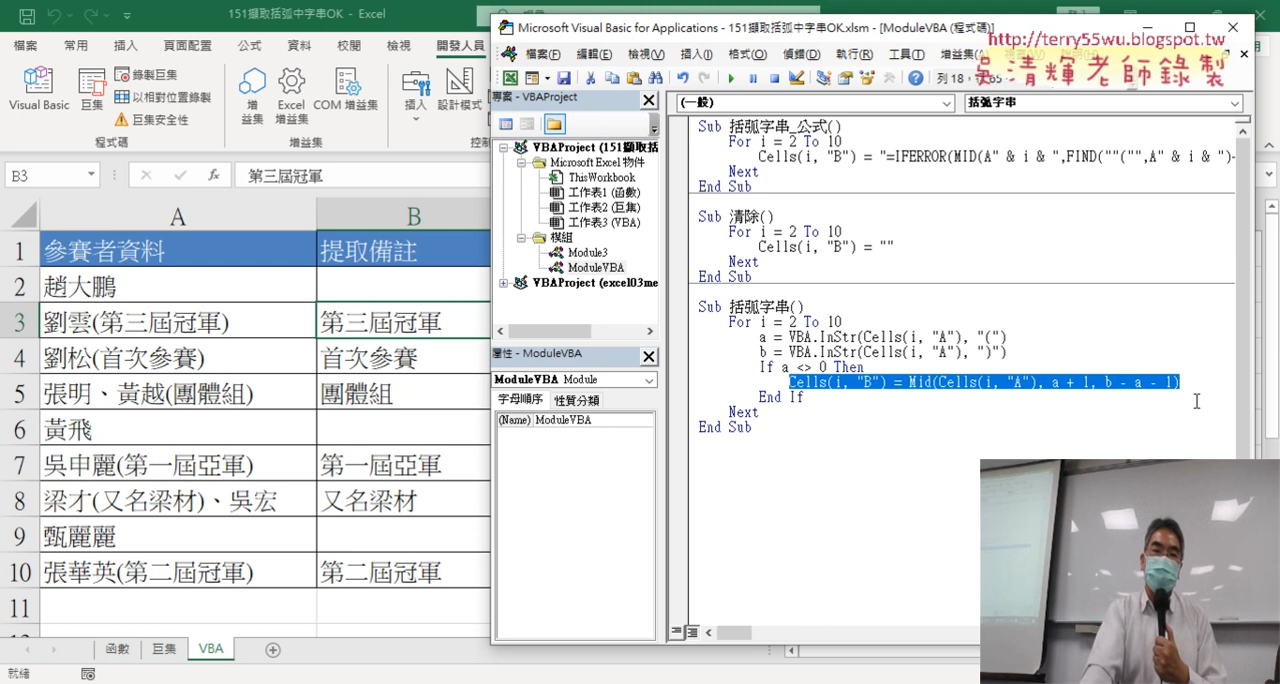 151擷取括弧中字串OK - Excel
檔案 常用 插入 頁面配置 公式 資料 校閱 檢視 開發人員
Visual Basic 巨集 錄製巨集 以相對位置錄製 巨集安全性 增益集 Excel 增益集 COM 增益集 插入 設計模式
程式碼 增益集
B3 fx 第三屆冠軍
A B
1 參賽者資料 提取備註
2 趙大鵬
3 劉雲(第三屆冠軍) 第三屆冠軍
4 劉松(首次參賽) 首次參賽
5 張明、黃越(團體組) 團體組
6 黃飛
7 吳申麗(第一屆亞軍) 第一屆亞軍
8 梁才(又名梁材)、吳宏 又名梁材
9 甄麗麗
10 張華英(第二屆冠軍) 第二屆冠軍
11
函數 巨集 VBA
就緒
Microsoft Visual Basic for Applications - 151擷取括弧中字串OK.xlsm - [ModuleVBA (程式碼)]
http://terry55wu.blogspot.tw
檔案(F) 編輯(E) 檢視(V) 插入(I) 格式(O) 偵錯(D) 執行(R) 工具(T)
吳清輝老師錄製
列 18
專案 - VBAProject
VBAProject (151擷取括
Microsoft Excel 物件
ThisWorkbook
工作表1 (函數)
工作表2 (巨集)
工作表3 (VBA)
模組
Module3
ModuleVBA
VBAProject (excel03me
屬性 - ModuleVBA
ModuleVBA Module
字母順序 性質分類
(Name) ModuleVBA
(一般) 括弧字串
Sub 括弧字串_公式()
For i = 2 To 10
Cells(i, "B") = "=IFERROR(MID(A" & i & ",FIND(""("",A" & i & ")-
Next
End Sub
Sub 清除()
For i = 2 To 10
Cells(i, "B") = ""
Next
End Sub
Sub 括弧字串()
For i = 2 To 10
a = VBA.InStr(Cells(i, "A"), "(")
b = VBA.InStr(Cells(i, "A"), ")")
If a <> 0 Then
Cells(i, "B") = Mid(Cells(i, "A"), a + 1, b - a - 1)
End If
Next
End Sub